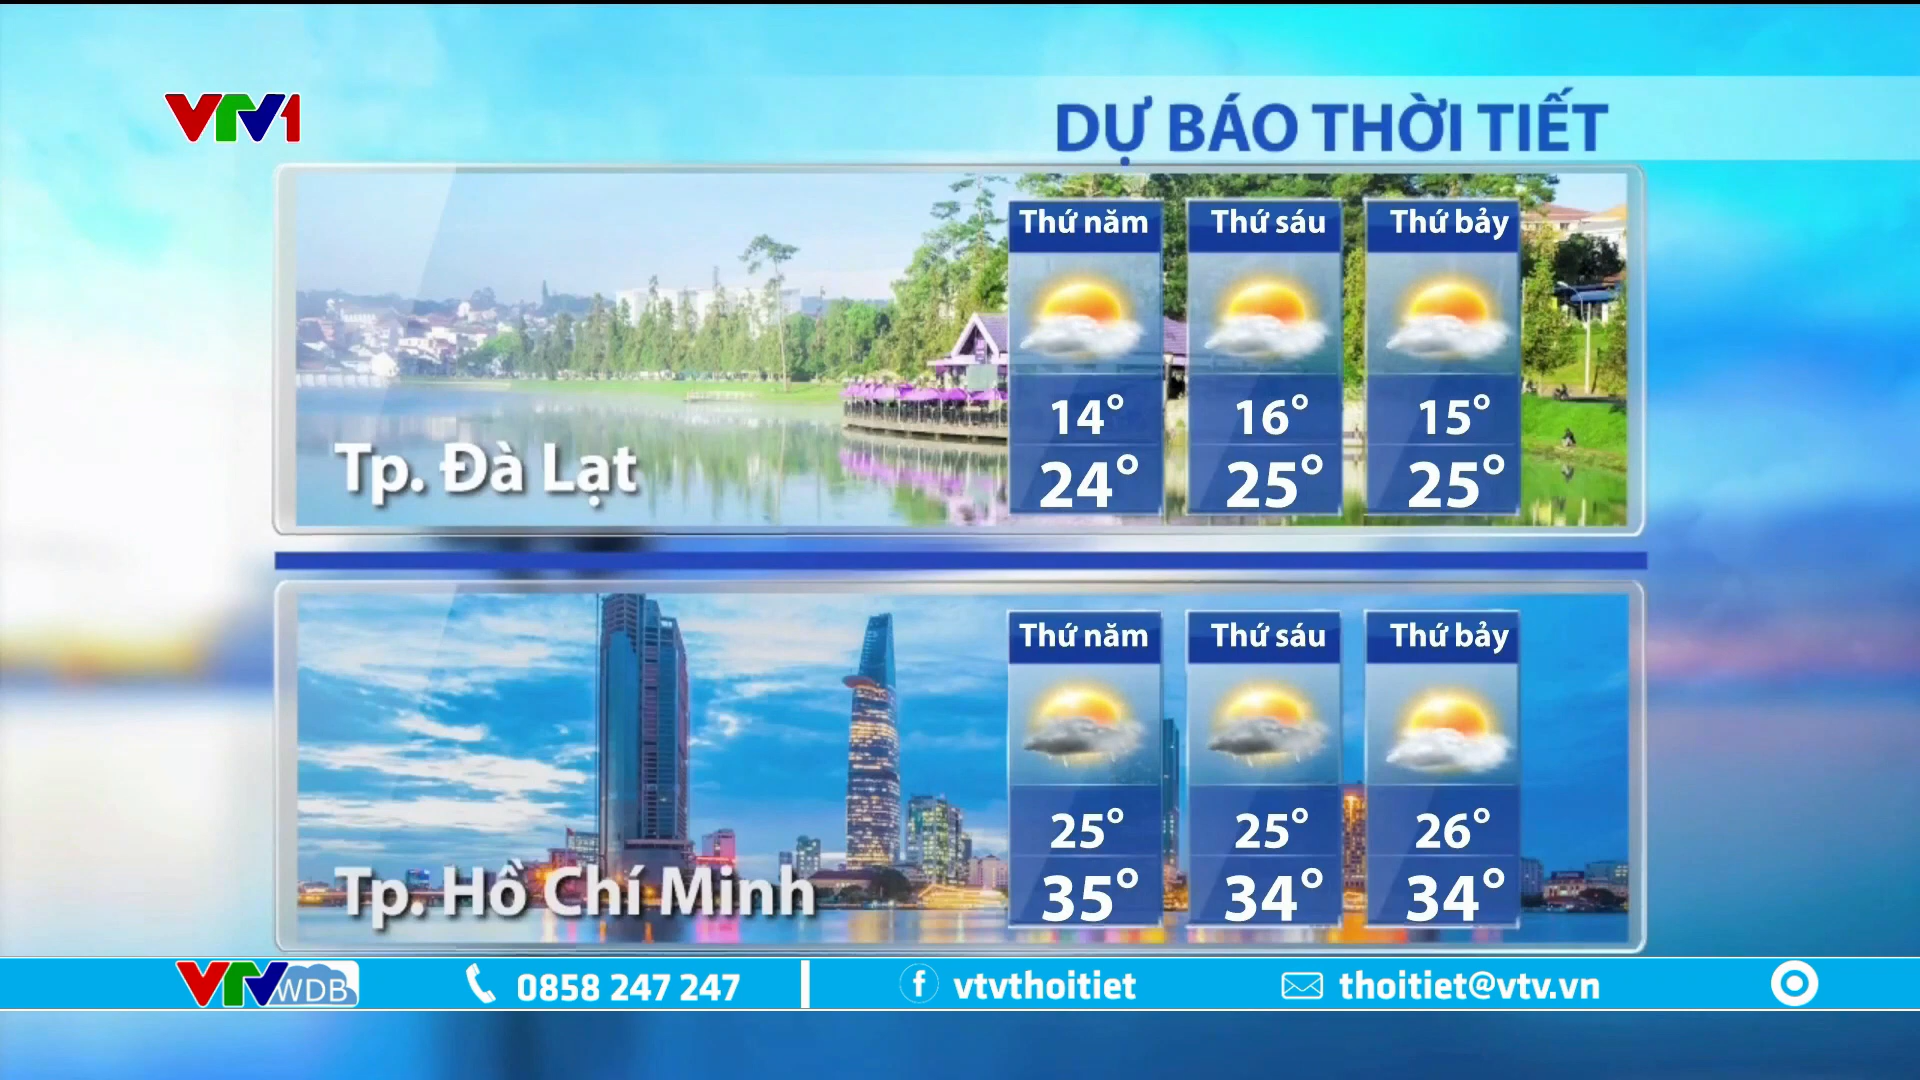 VTV1
DỰ BÁO THỜI TIẾT
Thứ năm Thứ sáu Thứ bảy
14° 16° 15°
24° 25° 25°
Tp. Đà Lạt
Thứ năm Thứ sáu Thứ bảy
25° 25° 26°
35° 34° 34°
Tp. Hồ Chí Minh
VTV WDB 0858 247 247 vtvthoitiet thoitiet@vtv.vn